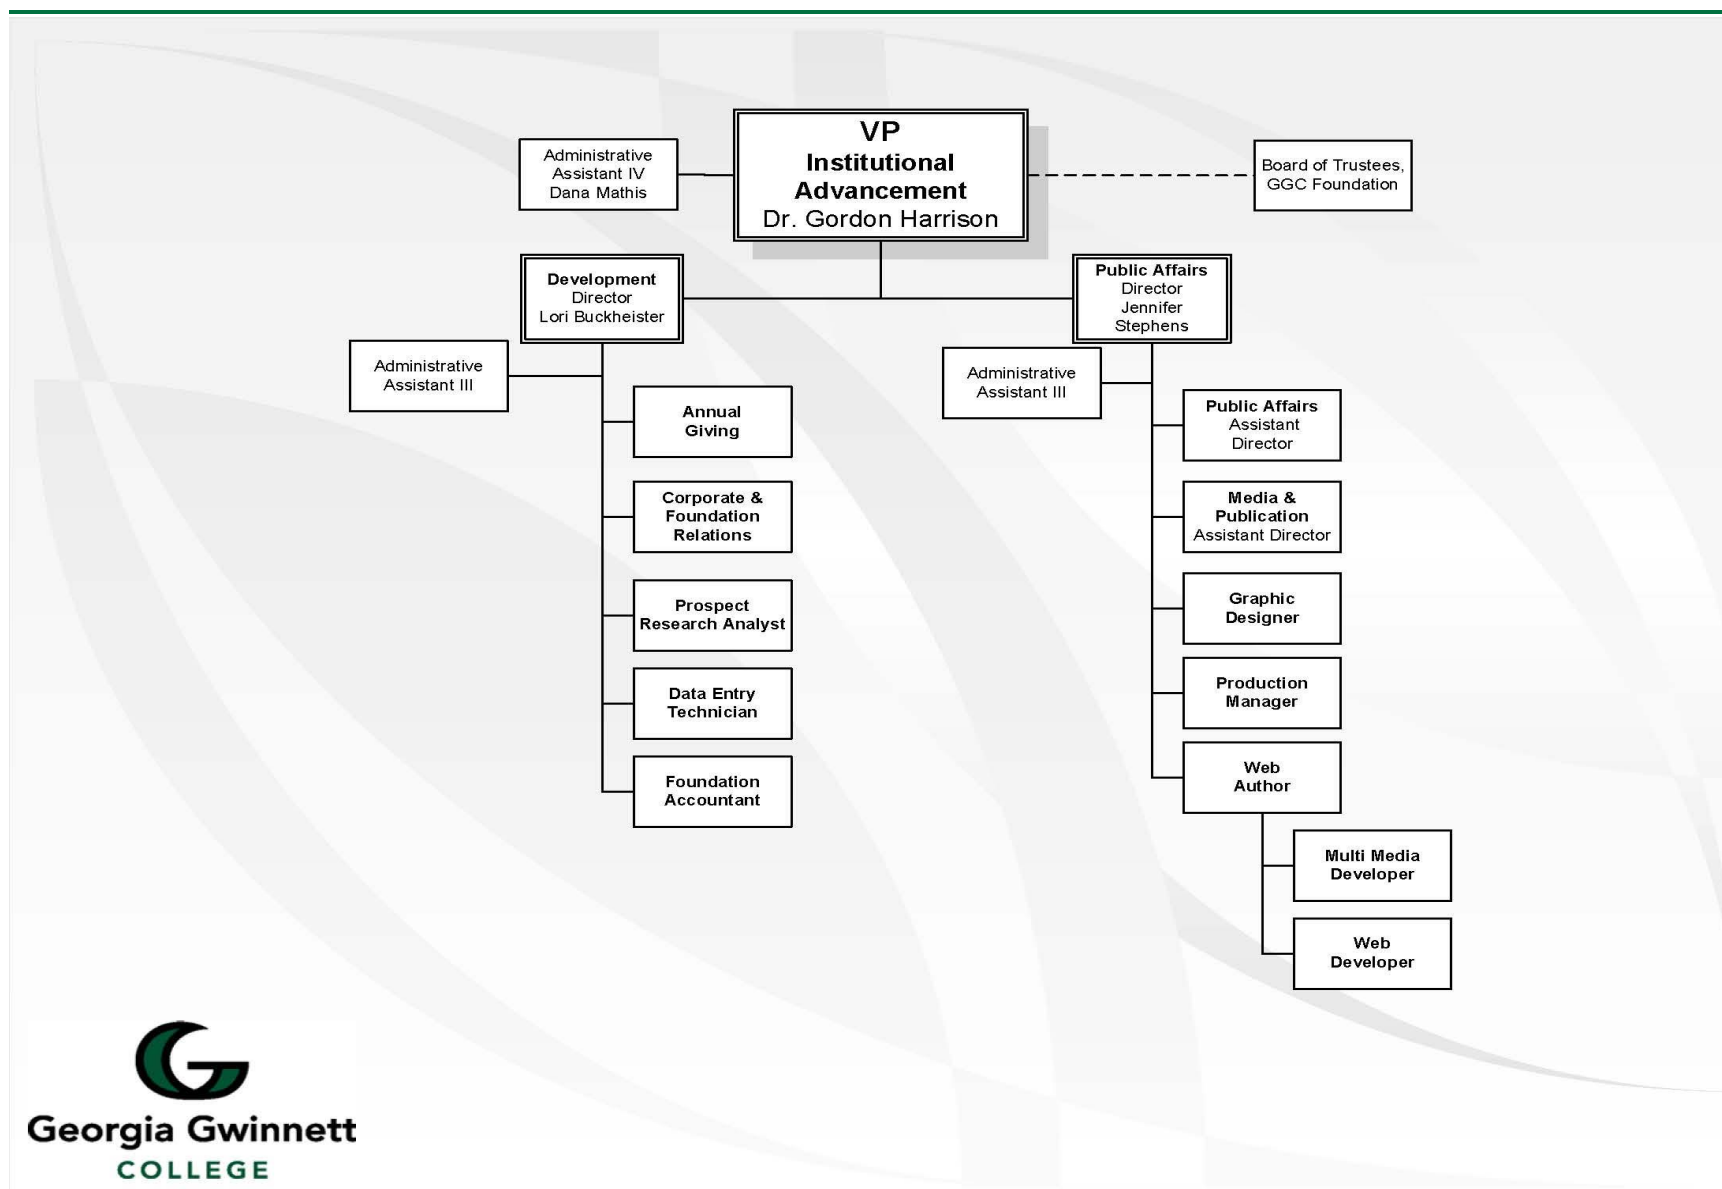 VP
Institutional
Advancement
Dr. Gordon Harrison
Administrative
Assistant IV
Dana Mathis
Board of Trustees,
GGC Foundation
Development
Director
Lori Buckheister
Public Affairs
Director
Jennifer
Stephens
Administrative
Assistant III
Annual
Giving
Corporate &
Foundation
Relations
Prospect
Research Analyst
Data Entry
Technician
Foundation
Accountant
Administrative
Assistant III
Public Affairs
Assistant
Director
Media &
Publication
Assistant Director
Graphic
Designer
Production
Manager
Web
Author
Multi Media
Developer
Web
Developer
Georgia Gwinnett
COLLEGE